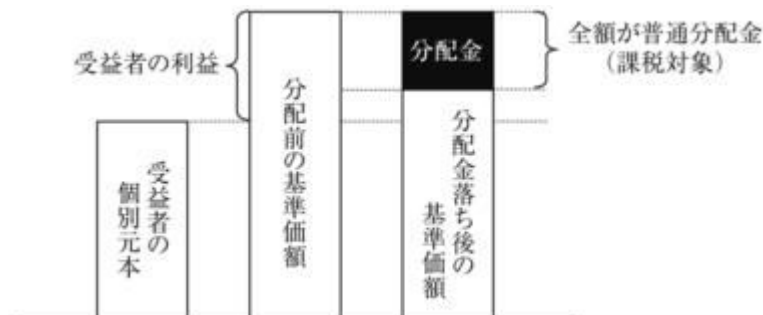 受益者の利益
受益者の
個別元本
分配前の基準価額
分配金
分配金落ち後の
基準価額
全額が普通分配金
（課税対象）